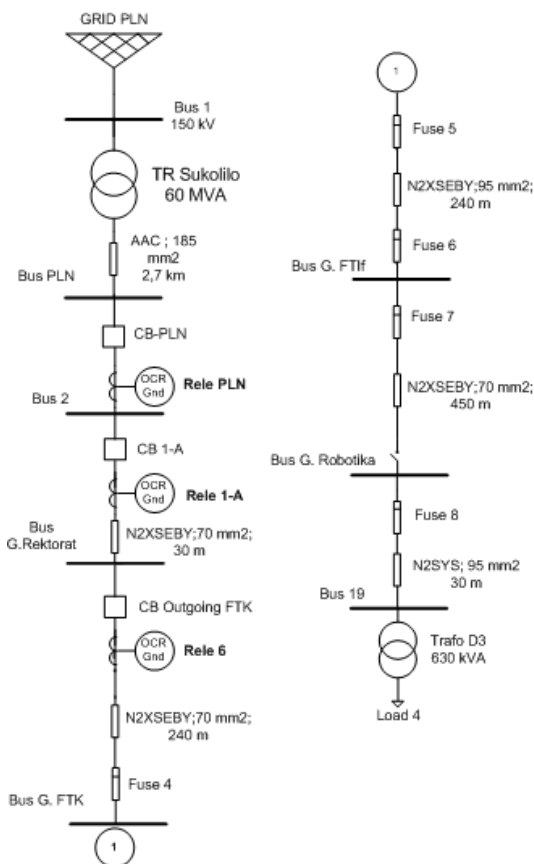 GRID PLN
Bus 1
150 kV
TR Sukolilo
60 MVA
AAC ; 185
mm2
2,7 km
Bus PLN
CB-PLN
OCR
Gnd
Rele PLN
Bus 2
CB 1-A
OCR
Gnd
Rele 1-A
Bus
G.Rektorat
N2XSEBY;70 mm2;
30 m
CB Outgoing FTK
OCR
Gnd
Rele 6
N2XSEBY;70 mm2;
240 m
Fuse 4
Bus G. FTK
1
1
Fuse 5
N2XSEBY;95 mm2;
240 m
Fuse 6
Bus G. FTIf
Fuse 7
N2XSEBY;70 mm2;
450 m
Bus G. Robotika
Fuse 8
N2SYS; 95 mm2
30 m
Bus 19
Trafo D3
630 kVA
Load 4